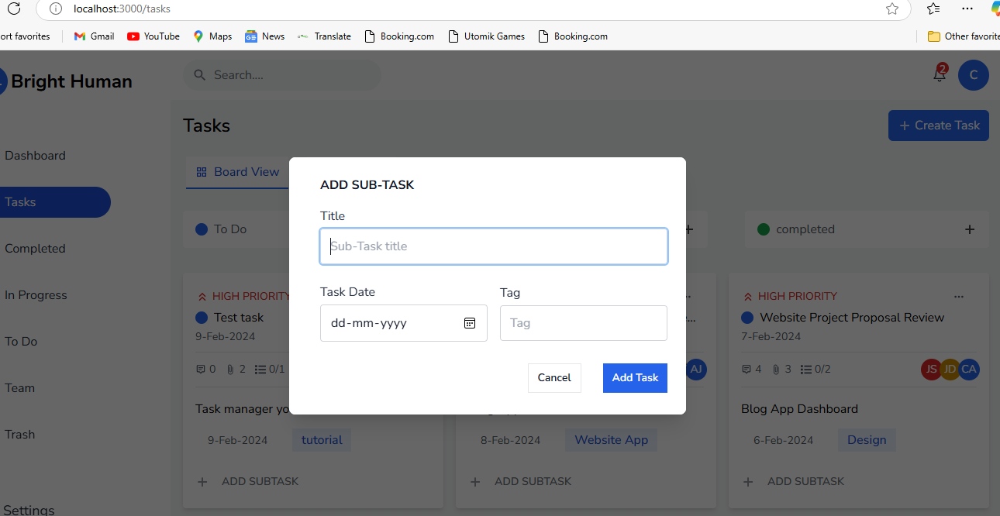 localhost:3000/tasks
ort favorites
Gmail
YouTube
Maps
News
Translate
Booking.com
Utomik Games
Booking.com
Other favorite
Bright Human
Search....
2
C
Dashboard
Tasks
Completed
In Progress
To Do
Team
Trash
Settings
Tasks
+ Create Task
Board View
To Do
+
completed
+
ADD SUB-TASK
Title
Sub-Task title
Task Date
Tag
dd-mm-yyyy
Tag
Cancel
Add Task
HIGH PRIORITY
Test task
9-Feb-2024
0 2 0/1
Task manager yo
9-Feb-2024 tutorial
+ ADD SUBTASK
...
e...
AJ
8-Feb-2024 Website App
+ ADD SUBTASK
HIGH PRIORITY ...
Website Project Proposal Review
7-Feb-2024
4 3 0/2 JS JD CA
Blog App Dashboard
6-Feb-2024 Design
+ ADD SUBTASK